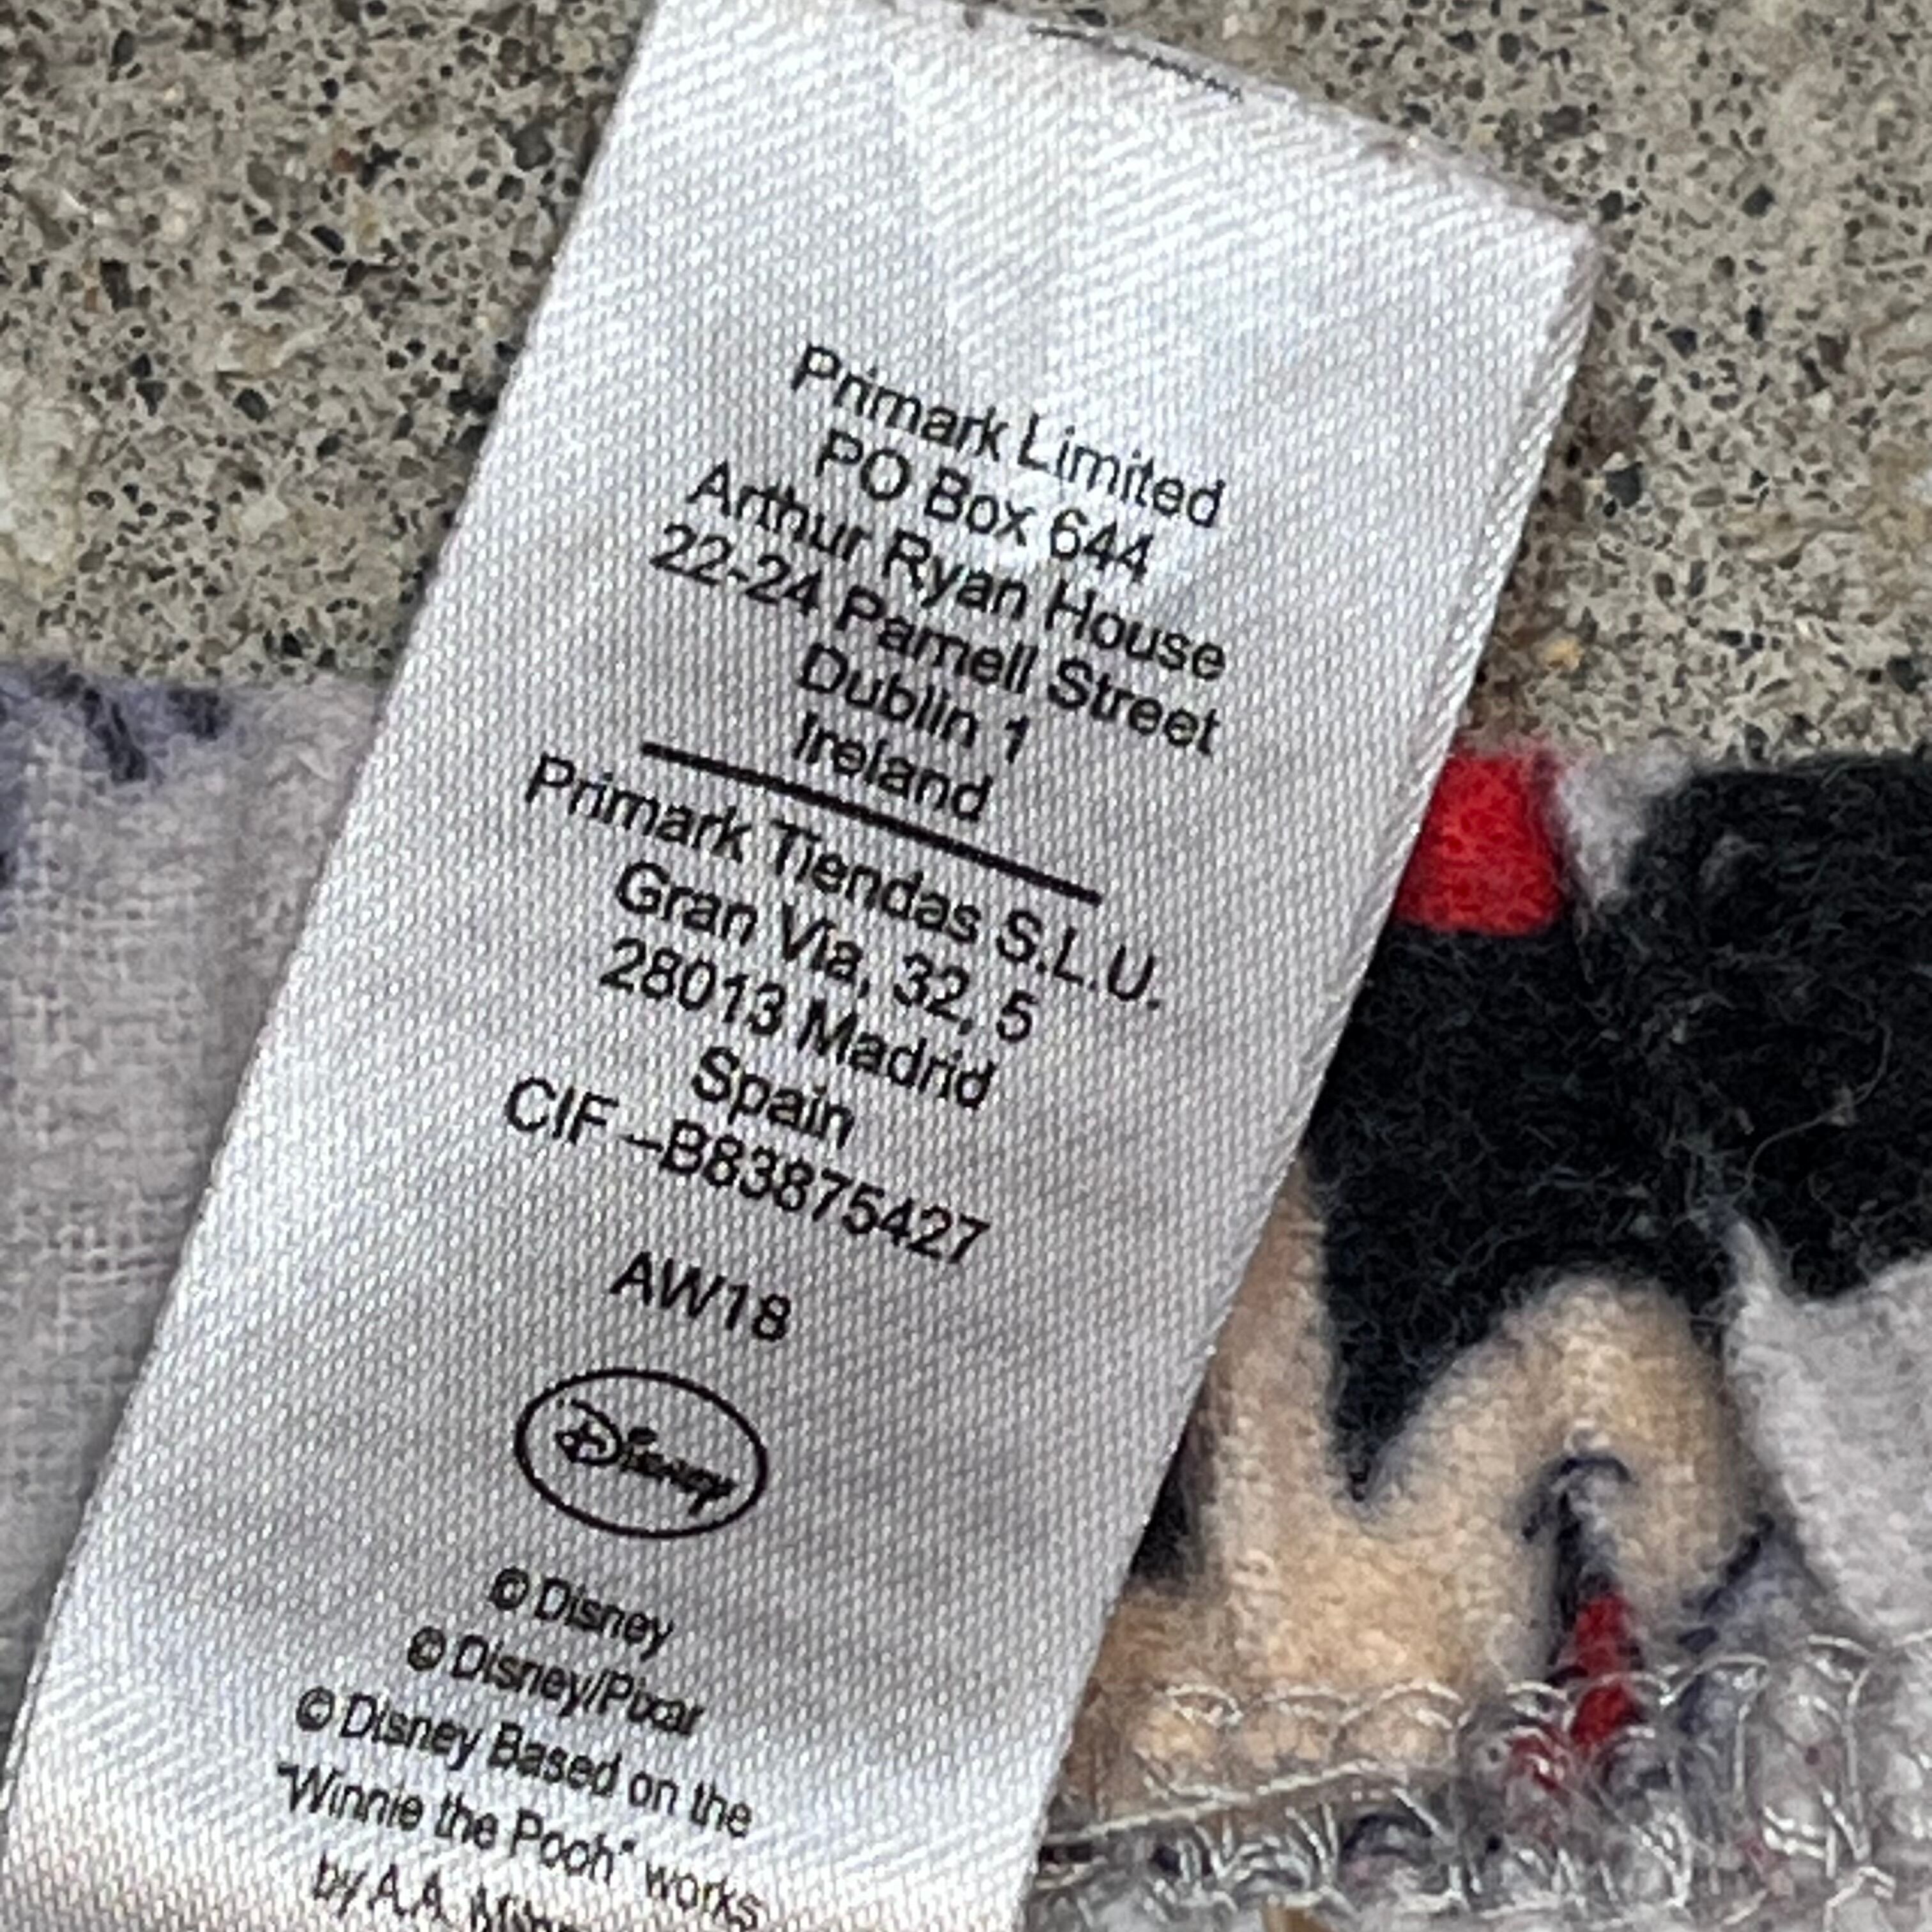 Primark Limited
PO Box 644
Arthur Ryan House
22-24 Parnell Street
Dublin 1
Ireland
Primark Tiendas S.L.U.
Gran Via, 32, 5
28013 Madrid
Spain
CIF –B83875427
AW18
Disney
© Disney
© Disney/Pixar
© Disney Based on the
"Winnie the Pooh" works
by A.A.